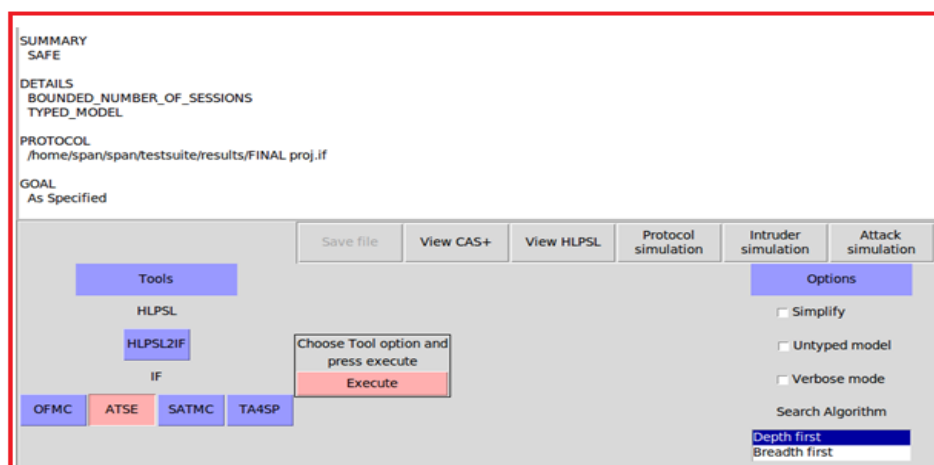 SUMMARY
SAFE
DETAILS
BOUNDED_NUMBER_OF_SESSIONS
TYPED_MODEL
PROTOCOL
/home/span/span/testsuite/results/FINAL proj.if
GOAL
As Specified
Save file
View CAS+
View HLPSL
Protocol
simulation
Intruder
simulation
Attack
simulation
Tools
HLPSL
HLPSL2IF
IF
OFMC
ATSE
SATMC
TA4SP
Choose Tool option and
press execute
Execute
Options
Simplify
Untyped model
Verbose mode
Search Algorithm
Depth first
Breadth first